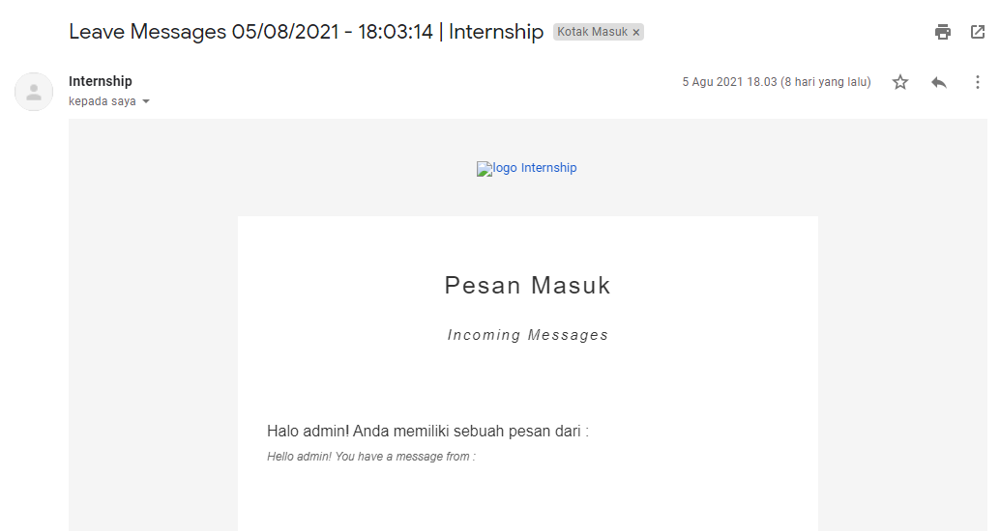 Leave Messages 05/08/2021 - 18:03:14 | Internship Kotak Masuk ×
Internship 5 Agu 2021 18.03 (8 hari yang lalu)
kepada saya
logo Internship
Pesan Masuk
Incoming Messages
Halo admin! Anda memiliki sebuah pesan dari :
Hello admin! You have a message from :